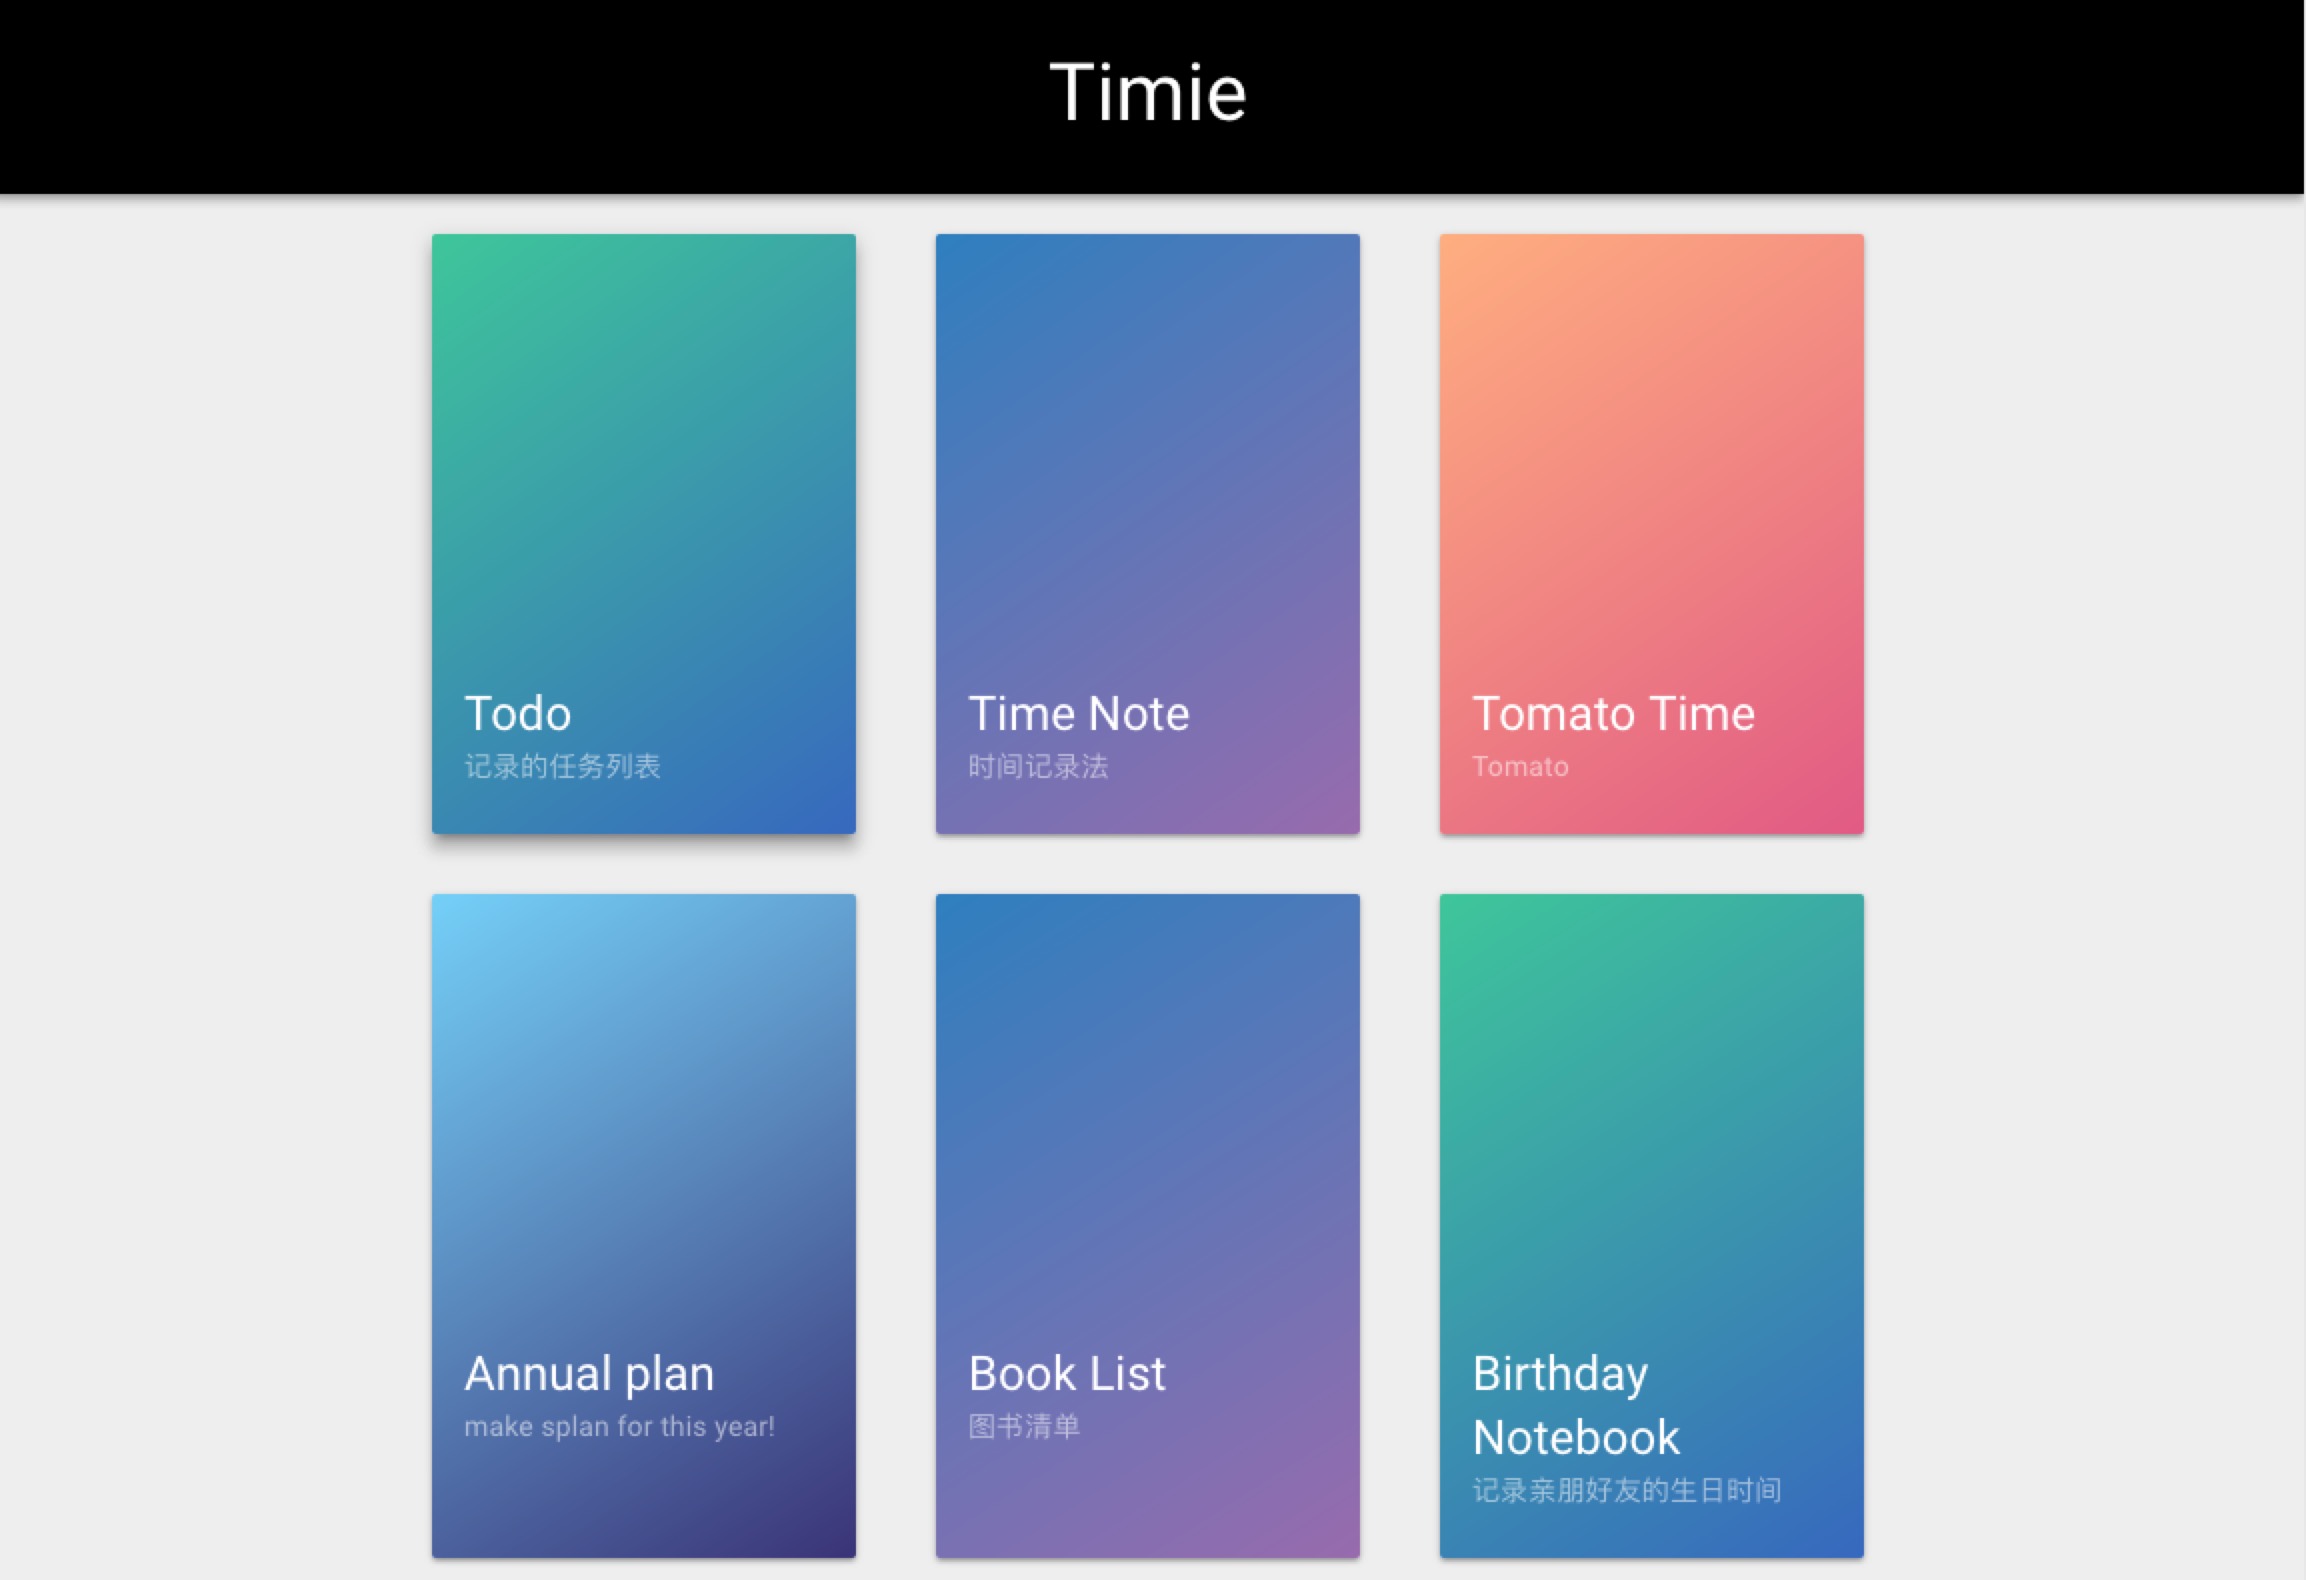 Timie
Todo
记录的任务列表
Time Note
时间记录法
Tomato Time
Tomato
Annual plan
make splan for this year!
Book List
图书清单
Birthday
Notebook
记录亲朋好友的生日时间